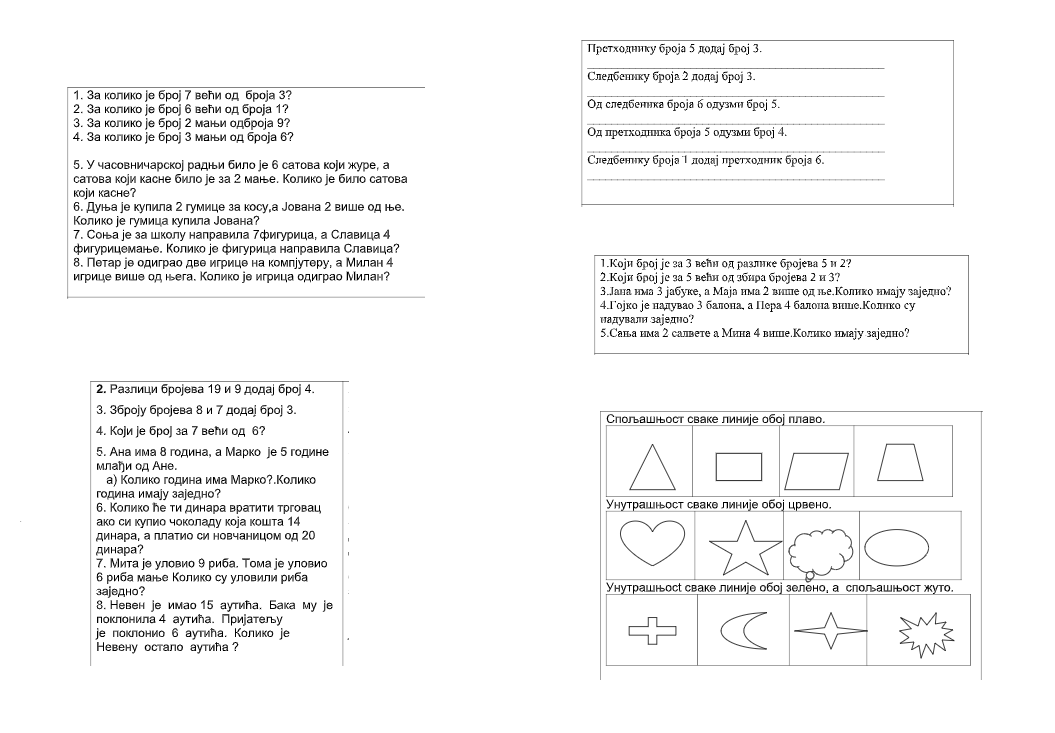 1. За колико је број 7 већи од  броја 3?
2. За колико је број 6 већи од броја 1?
3. За колико је број 2 мањи одброја 9?
4. За колико је број 3 мањи од броја 6?
5. У часовничарској радњи било је 6 сатова који журе, а
сатова који касне било је за 2 мање. Колико је било сатова
који касне?
6. Дуња је купила 2 гумице за косу,а Јована 2 више од ње.
Колико је гумица купила Јована?
7. Соња је за школу направила 7фигурица, а Славица 4
фигурицемање. Колико је фигурица направила Славица?
8. Петар је одиграо две игрице на компјутеру, а Милан 4
игрице више од њега. Колико је игрица одиграо Милан?
2. Разлици бројева 19 и 9 додај број 4.
3. Зброју бројева 8 и 7 додај број 3.
4. Који је број за 7 већи од  6?
5. Ана има 8 година, а Марко  је 5 године
млађи од Ане.
а) Колико година има Марко?.Колико
година имају заједно?
6. Колико ће ти динара вратити трговац
ако си купио чоколаду која кошта 14
динара, а платио си новчаницом од 20
динара?
7. Мита је уловио 9 риба. Тома је уловио
6 риба мање Колико су уловили риба
заједно?
8. Невен  је  имао 15  аутића.  Бака  му  је
поклонила 4  аутића.  Пријатељу
је  поклонио  6  аутића.  Колико  је
Невену  остало  аутића ?
Претходнику броја 5 додај број 3.
Следбенику броја 2 додај број 3.
Од следбеника броја 6 одузми број 5.
Од претходника броја 5 одузми број 4.
Следбенику броја 1 додај претходник броја 6.
1.Који број је за 3 већи од разлике бројева 5 и 2?
2.Који број је за 5 већи од збира бројева 2 и 3?
3.Јана има 3 јабуке, а Маја има 2 више од ње.Колико имају заједно?
4.Гојко је надувао 3 балона, а Пера 4 балона више.Колико су
надували заједно?
5.Сања има 2 салвете а Мина 4 више.Колико имају заједно?
Спољашњост сваке линије обој плаво.
Унутрашњост сваке линије обој црвено.
Унутрашњосt сваке линије обој зелено, а  спољашњост жуто.